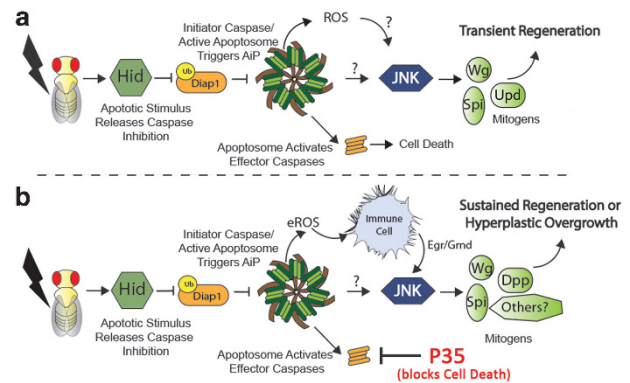 a
Initiator Caspase/
Active Apoptosome
Triggers AiP
ROS
?
Transient Regeneration
Hid
Ub
Diap1
?
JNK
Wg
Spi
Upd
Mitogens
Apototic Stimulus
Releases Caspase
Inhibition
Apoptosome Activates
Effector Caspases
Cell Death
b
Initiator Caspase/
Active Apoptosome
Triggers AiP
eROS
Immune
Cell
Egr/Grnd
Sustained Regeneration or
Hyperplastic Overgrowth
Hid
Ub
Diap1
?
JNK
Wg
Dpp
Spi
Others?
Mitogens
Apototic Stimulus
Releases Caspase
Inhibition
Apoptosome Activates
Effector Caspases
P35
(blocks Cell Death)